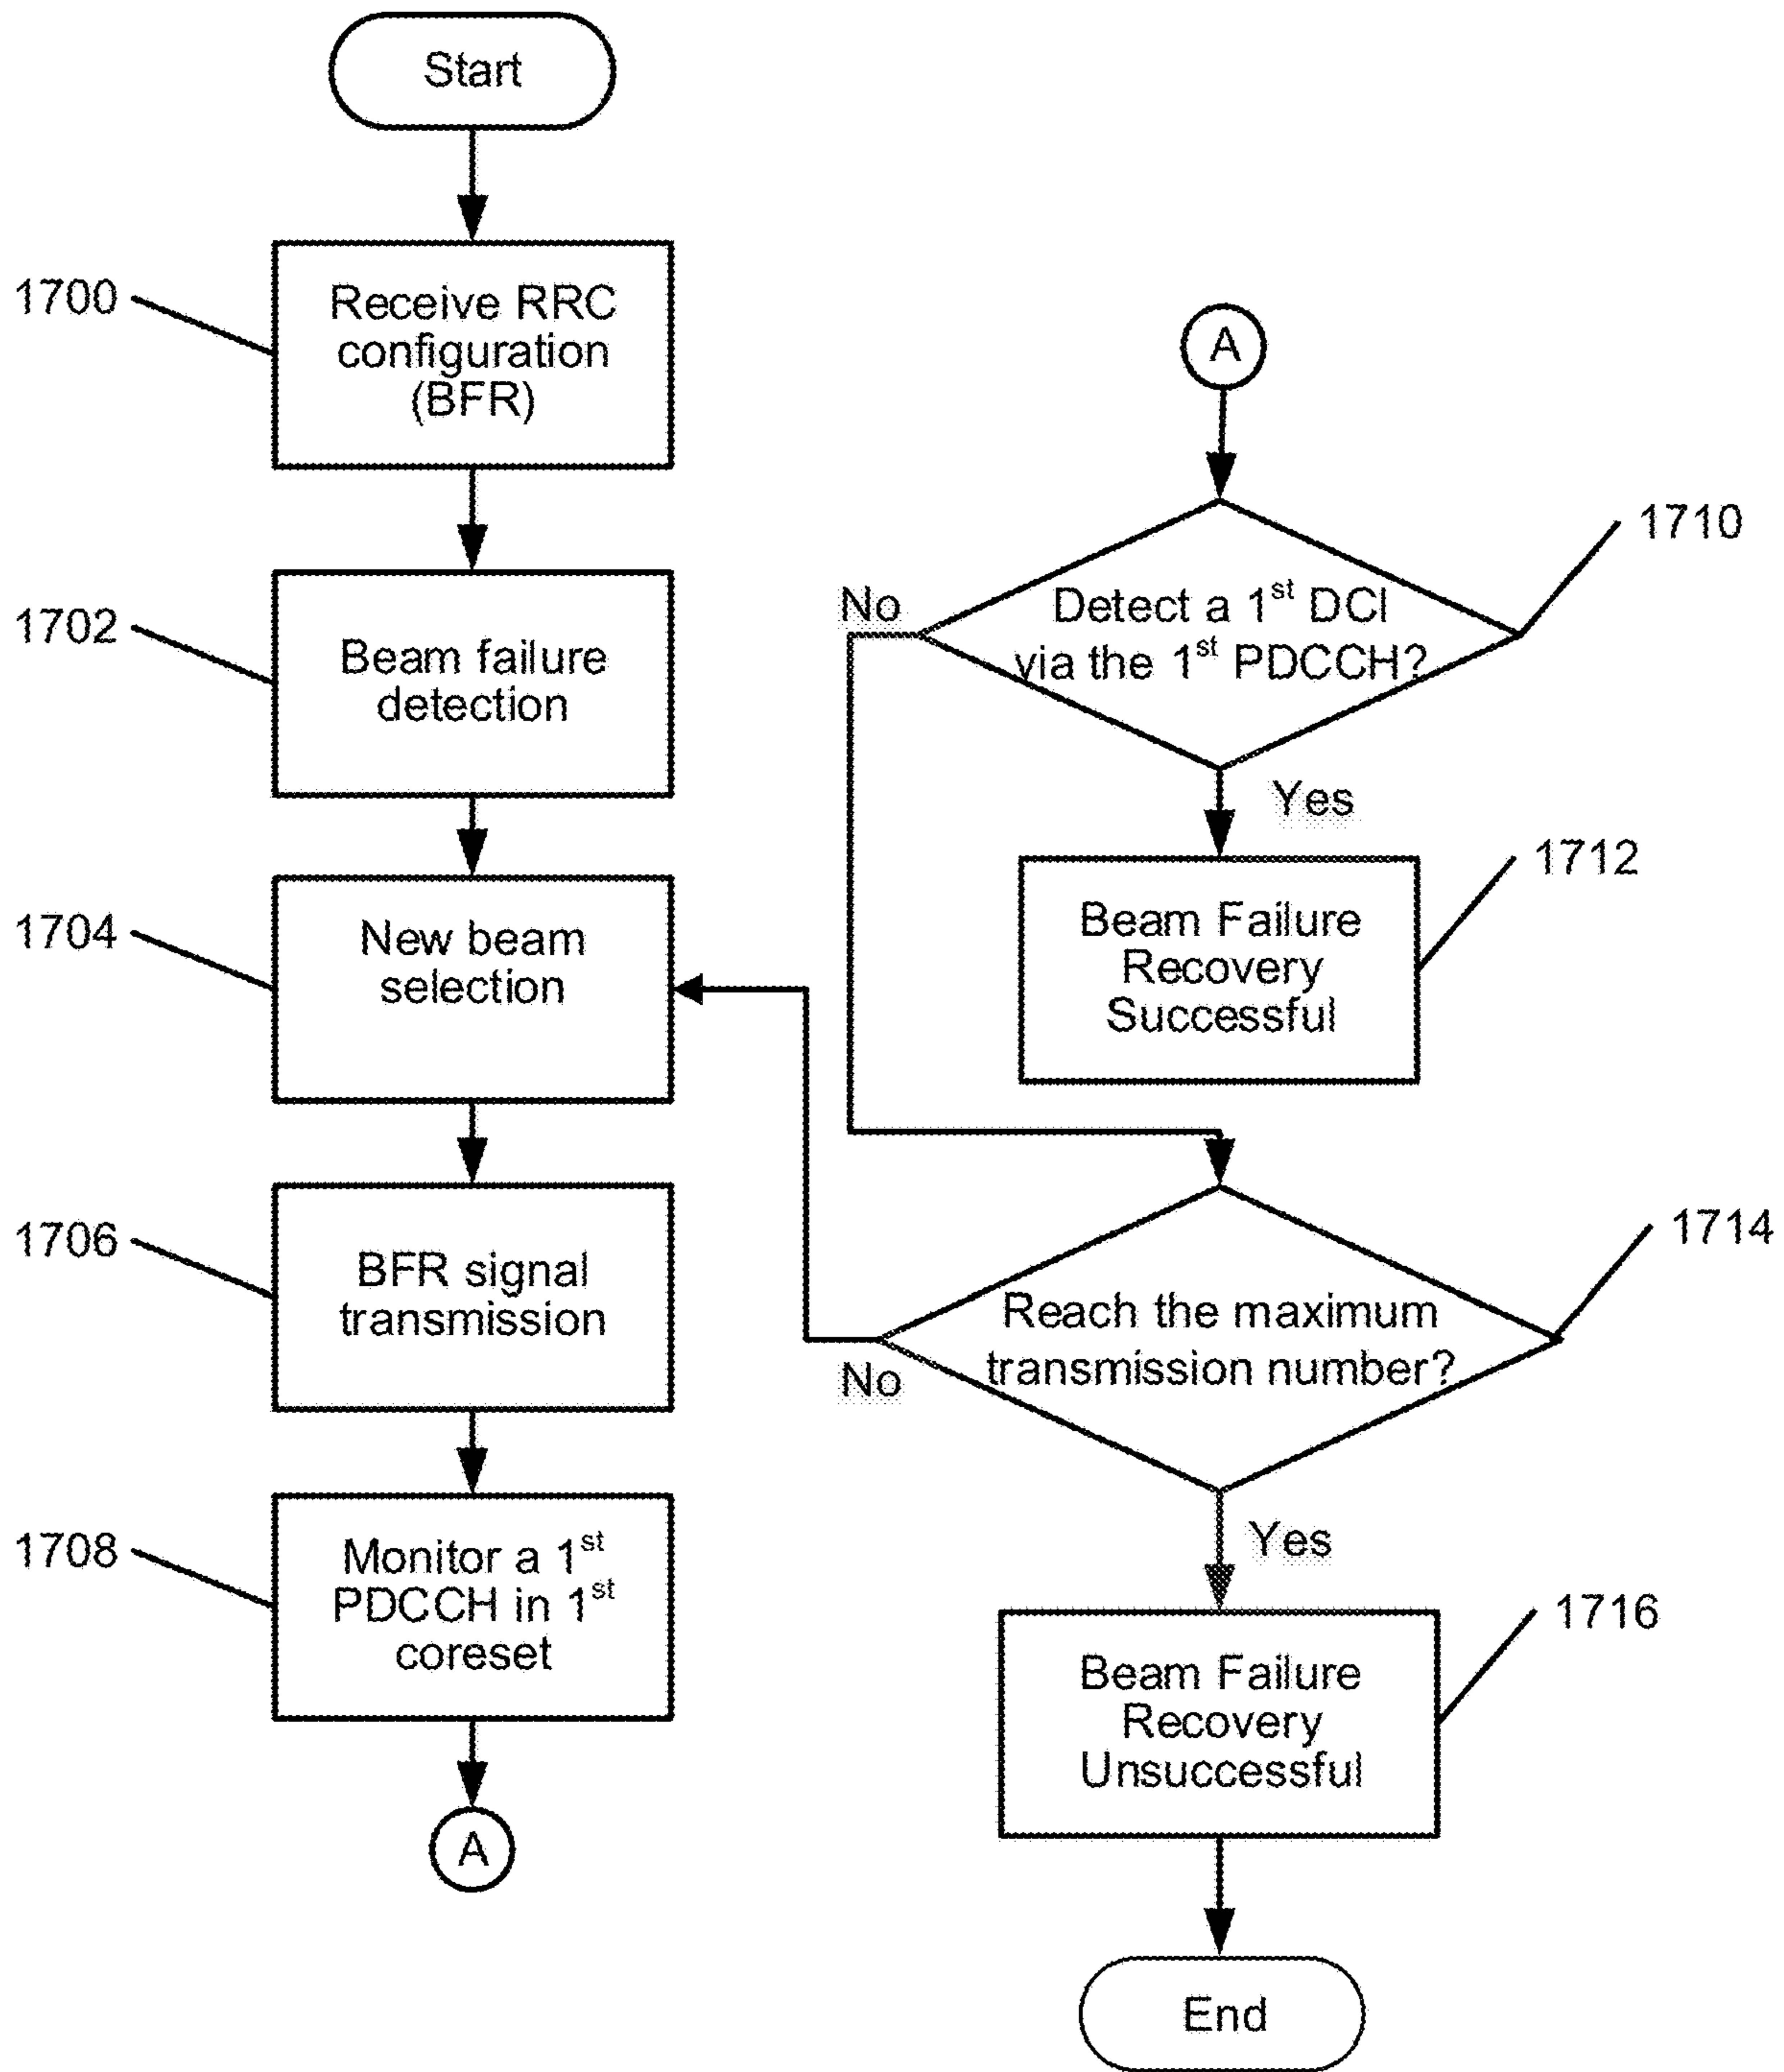 Start
1700
Receive RRC
configuration
(BFR)
1702
Beam failure
detection
1704
New beam
selection
1706
BFR signal
transmission
1708
Monitor a 1st
PDCCH in 1st
coreset
A
A
1710
No
Detect a 1st DCI
via the 1st PDCCH?
Yes
1712
Beam Failure
Recovery
Successful
1714
Reach the maximum
transmission number?
No
Yes
1716
Beam Failure
Recovery
Unsuccessful
End